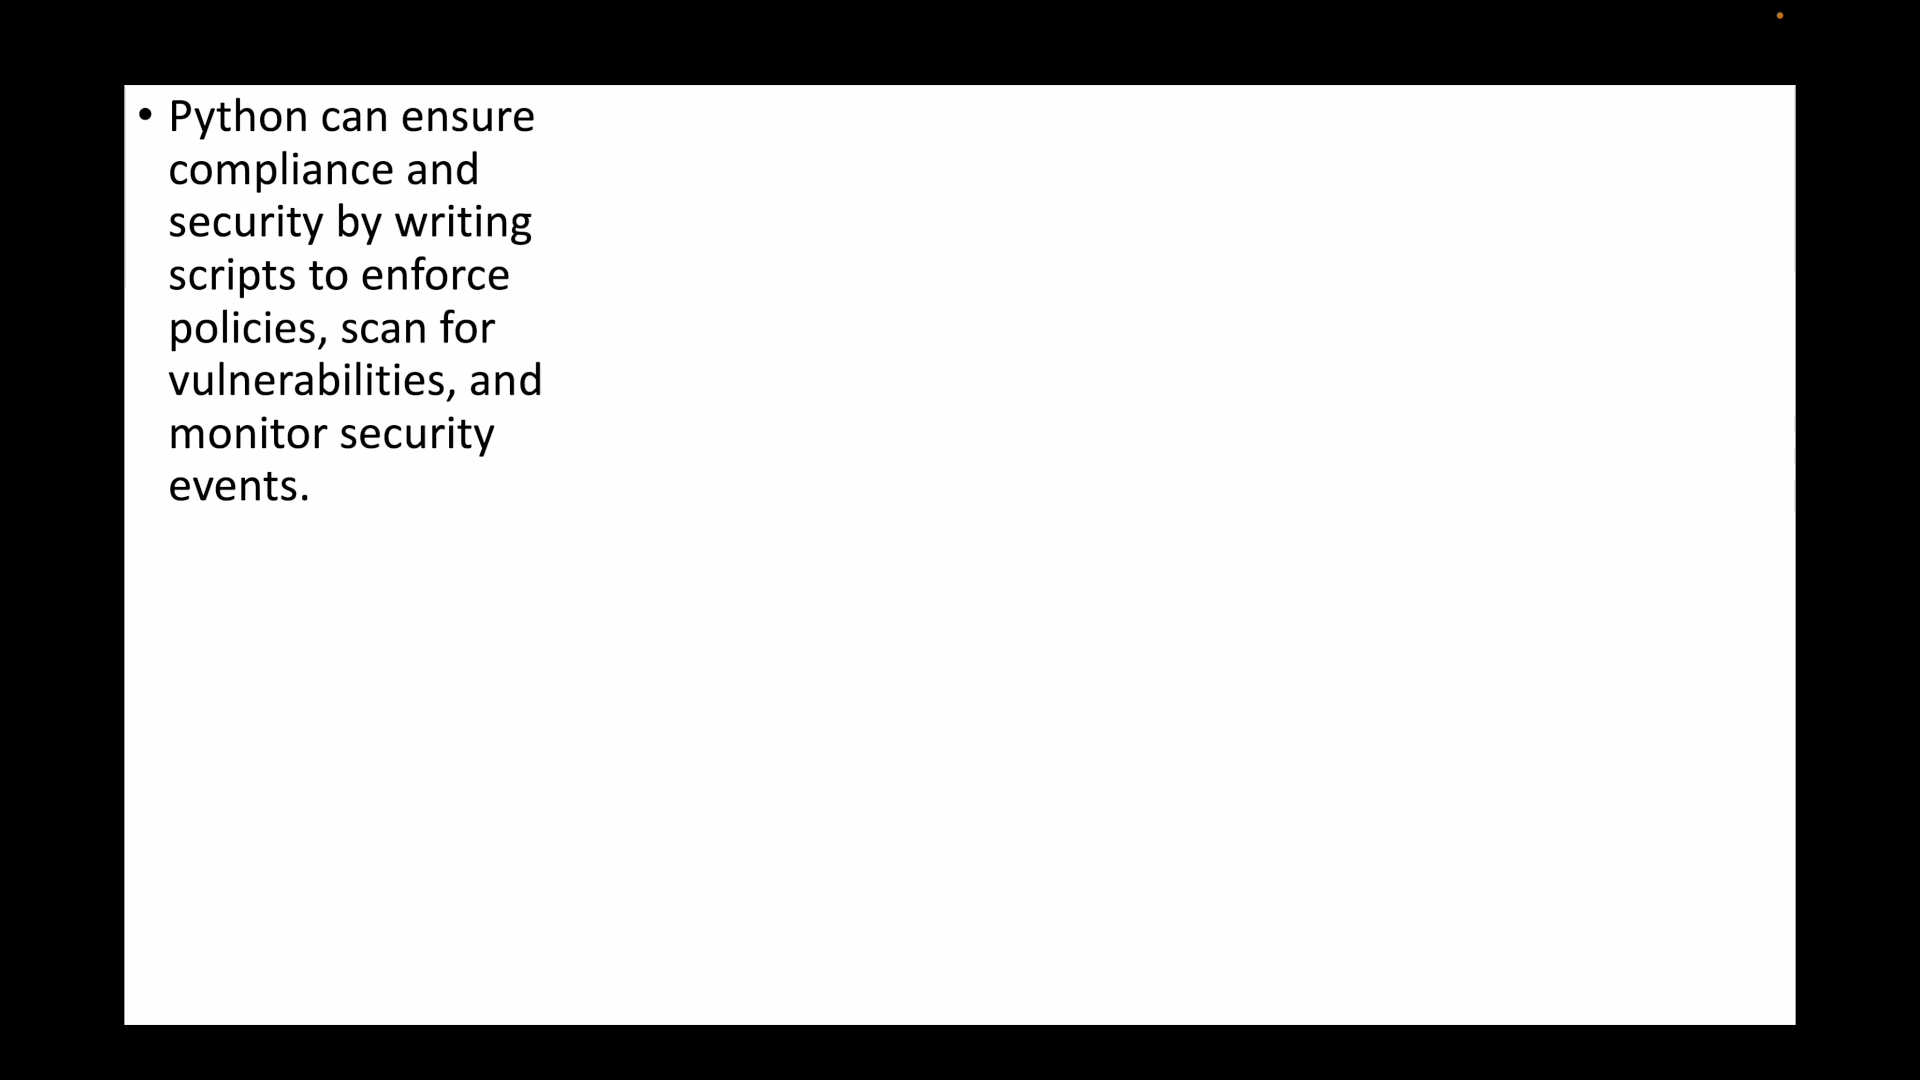 • Python can ensure
compliance and
security by writing
scripts to enforce
policies, scan for
vulnerabilities, and
monitor security
events.